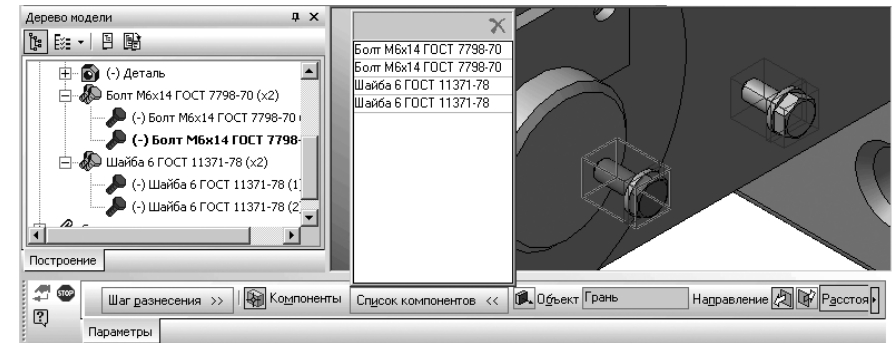 Дерево модели
(-) Деталь
Болт М6х14 ГОСТ 7798-70 (x2)
(-) Болт М6х14 ГОСТ 7798-70
(-) Болт М6х14 ГОСТ 7798-
Шайба 6 ГОСТ 11371-78 (x2)
(-) Шайба 6 ГОСТ 11371-78 (1
(-) Шайба 6 ГОСТ 11371-78 (2
Построение
Болт М6х14 ГОСТ 7798-70
Болт М6х14 ГОСТ 7798-70
Шайба 6 ГОСТ 11371-78
Шайба 6 ГОСТ 11371-78
STOP Шаг разнесения >> Компоненты Список компонентов << Объект Грань Направление Расстоя
Параметры